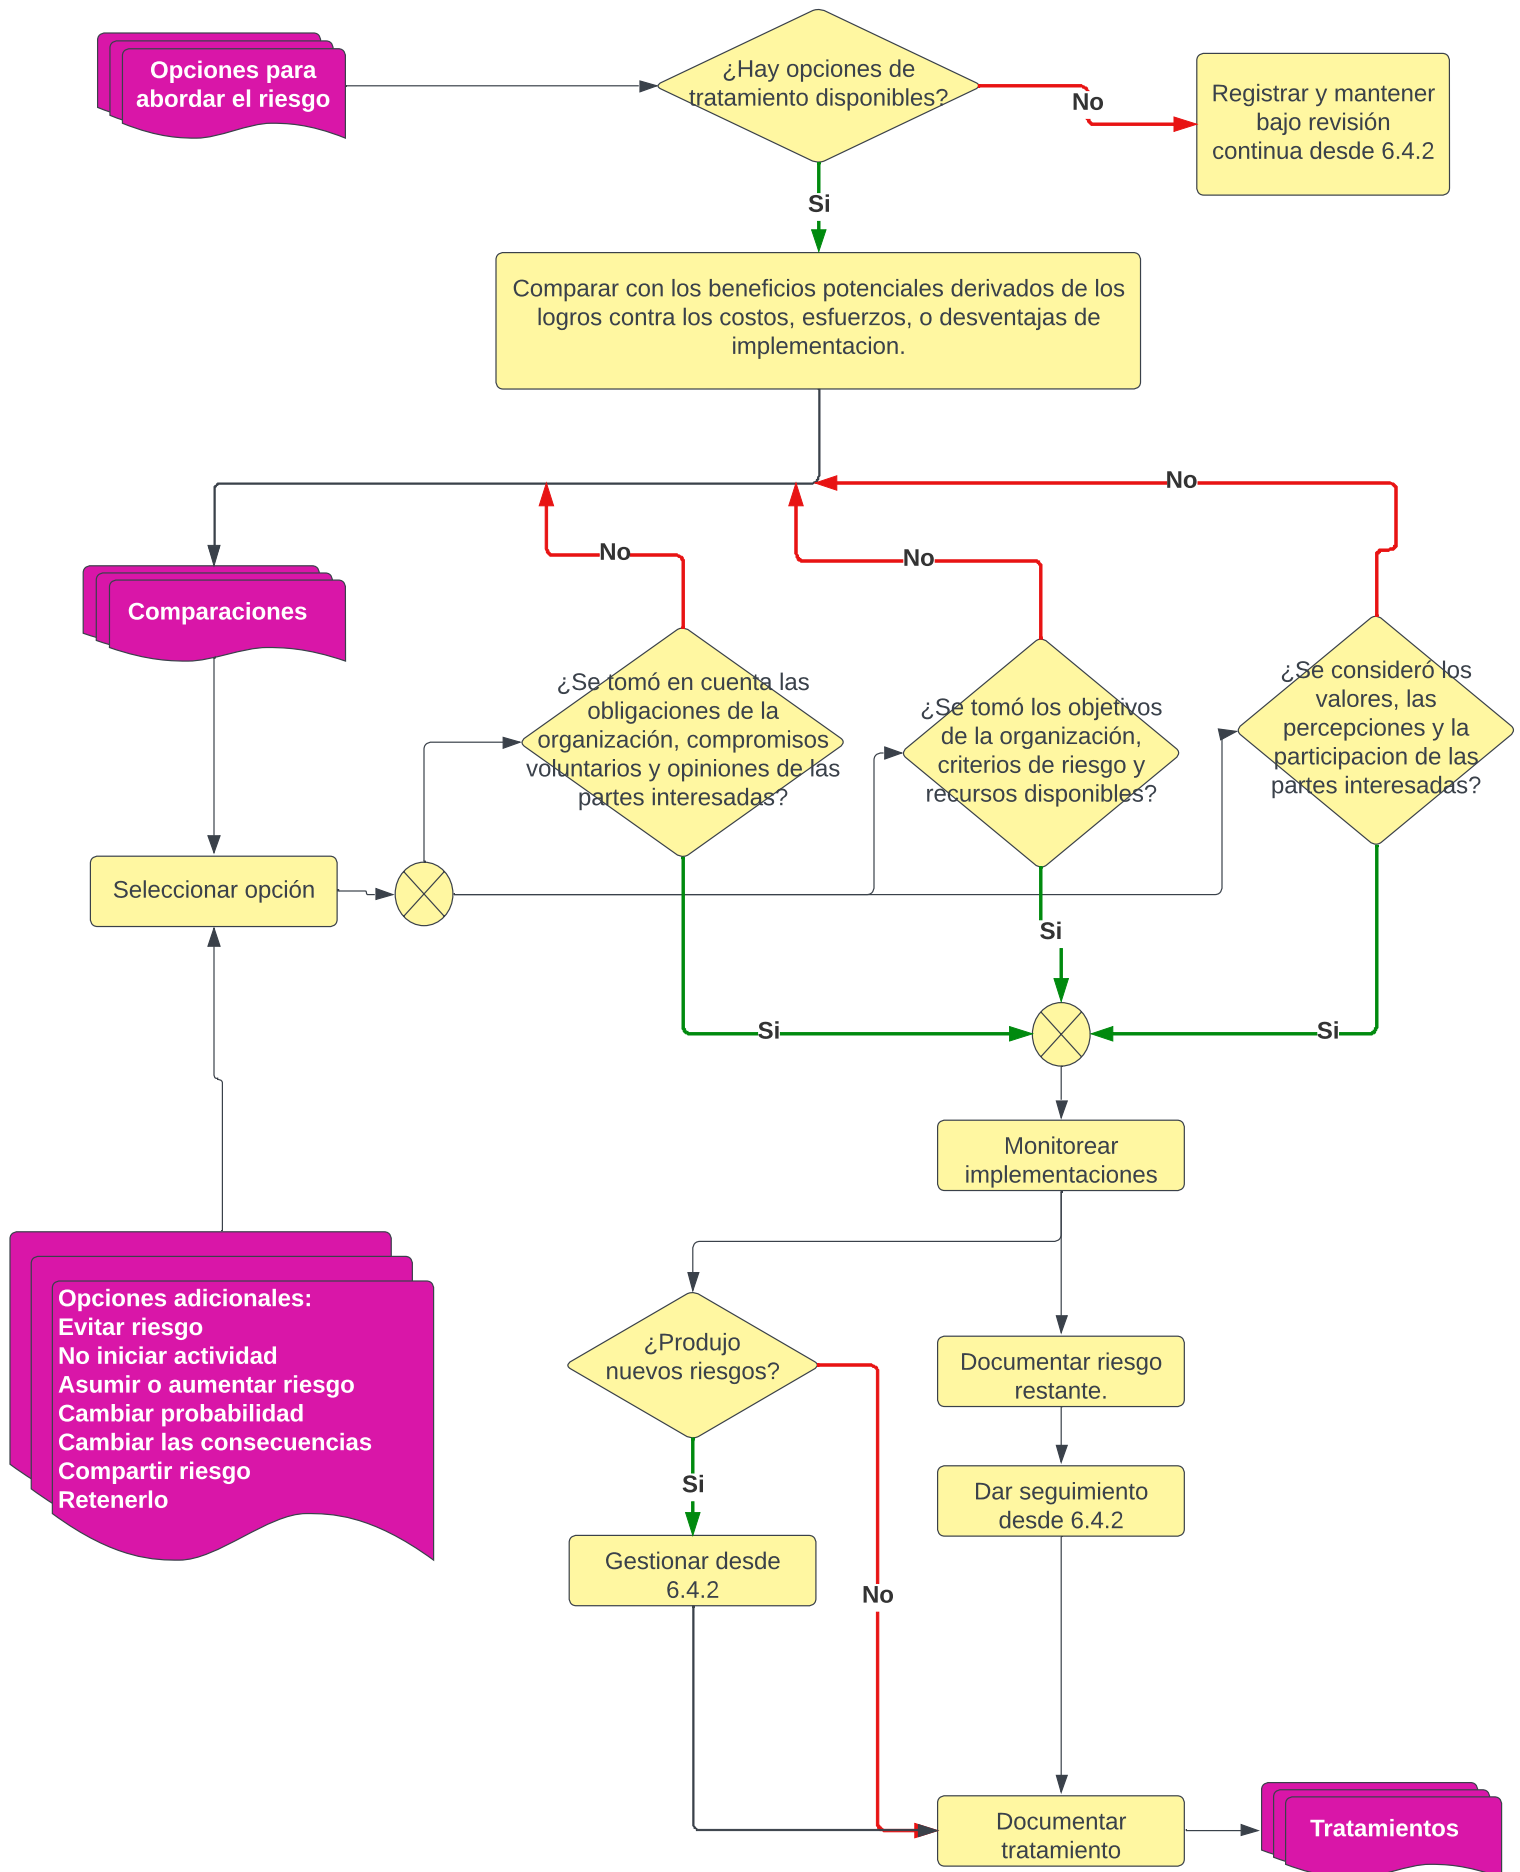 Opciones para
abordar el riesgo
¿Hay opciones de
tratamiento disponibles?
No
Registrar y mantener
bajo revisión
continua desde 6.4.2
Si
Comparar con los beneficios potenciales derivados de los
logros contra los costos, esfuerzos, o desventajas de
implementacion.
No
No
No
Comparaciones
¿Se tomó en cuenta las
obligaciones de la
organización, compromisos
voluntarios y opiniones de las
partes interesadas?
¿Se tomó los objetivos
de la organización,
criterios de riesgo y
recursos disponibles?
¿Se consideró los
valores, las
percepciones y la
participacion de las
partes interesadas?
Seleccionar opción
Si
Si
Si
Monitorear
implementaciones
Opciones adicionales:
Evitar riesgo
No iniciar actividad
Asumir o aumentar riesgo
Cambiar probabilidad
Cambiar las consecuencias
Compartir riesgo
Retenerlo
¿Produjo
nuevos riesgos?
Documentar riesgo
restante.
Si
Dar seguimiento
desde 6.4.2
Gestionar desde
6.4.2
No
Documentar
tratamiento
Tratamientos